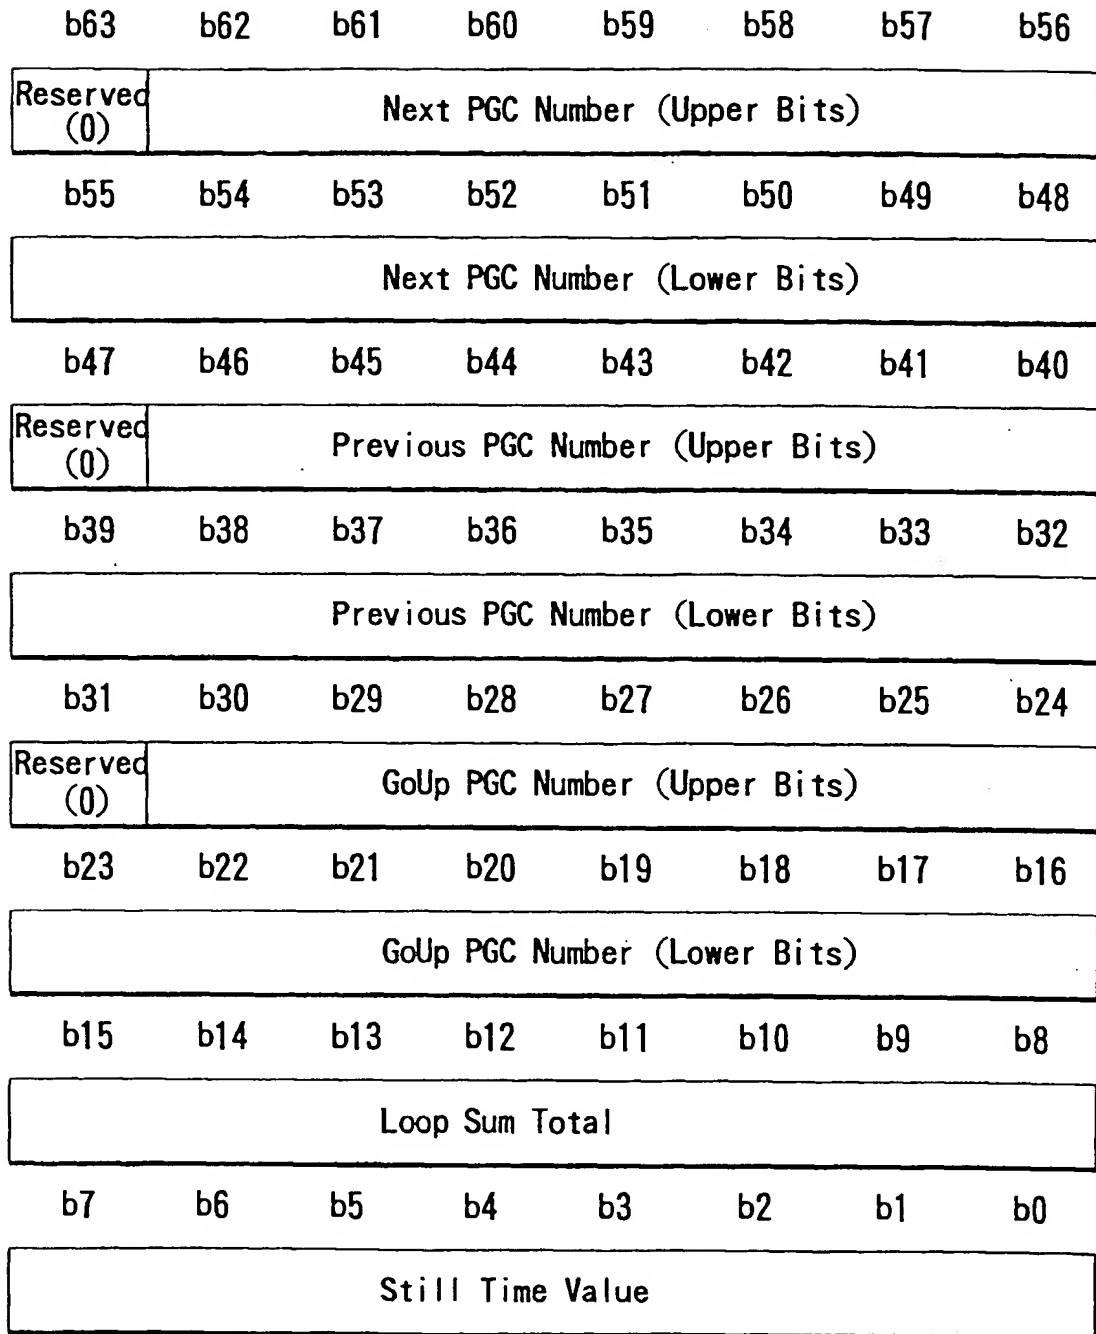 b63 b62 b61 b60 b59 b58 b57 b56
Reserved
(0)
Next PGC Number (Upper Bits)
b55 b54 b53 b52 b51 b50 b49 b48
Next PGC Number (Lower Bits)
b47 b46 b45 b44 b43 b42 b41 b40
Reserved
(0)
Previous PGC Number (Upper Bits)
b39 b38 b37 b36 b35 b34 b33 b32
Previous PGC Number (Lower Bits)
b31 b30 b29 b28 b27 b26 b25 b24
Reserved
(0)
GoUp PGC Number (Upper Bits)
b23 b22 b21 b20 b19 b18 b17 b16
GoUp PGC Number (Lower Bits)
b15 b14 b13 b12 b11 b10 b9 b8
Loop Sum Total
b7 b6 b5 b4 b3 b2 b1 b0
Still Time Value